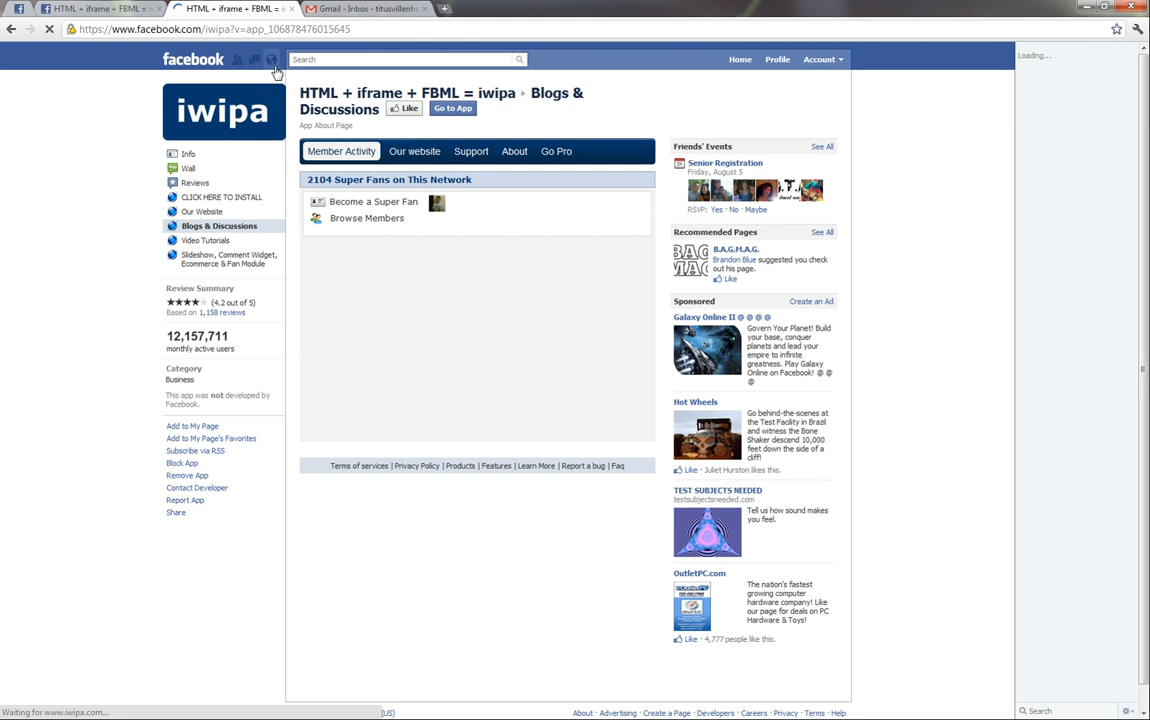 HTML + iframe + FBML = i
HTML + iframe + FBML = i
Gmail - Inbox - titusvillenh
https://www.facebook.com/iwipa?v=app_106878476015645
facebook
Search
Home
Profile
Account
Loading...
iwipa
Info
Wall
Reviews
CLICK HERE TO INSTALL
Our Website
Blogs & Discussions
Video Tutorials
Slideshow, Comment Widget,
Ecommerce & Fan Module
Review Summary
(4.2 out of 5)
Based on 1,158 reviews
12,157,711
monthly active users
Category
Business
This app was not developed by
Facebook.
Add to My Page
Add to My Page's Favorites
Subscribe via RSS
Block App
Remove App
Contact Developer
Report App
Share
HTML + iframe + FBML = iwipa ▸ Blogs &
Discussions Like Go to App
App About Page
Member Activity Our website Support About Go Pro
2104 Super Fans on This Network
Become a Super Fan
Browse Members
Terms of services | Privacy Policy | Products | Features | Learn More | Report a bug | Faq
Friends' Events See All
31
Senior Registration
Friday, August 5
RSVP: Yes · No · Maybe
Recommended Pages See All
BAG
MAG
B.A.G.M.A.G.
Brandon Blue suggested you check
out his page.
Like
Sponsored Create an Ad
Galaxy Online II @ @ @ @
Govern Your Planet! Build
your base, conquer
planets and lead your
empire to infinite
greatness. Play Galaxy
Online on Facebook! @ @
@
Hot Wheels
Go behind-the-scenes at
the Test Facility in Brazil
and witness the Bone
Shaker descend 10,000
feet down the side of a
cliff!
Like · Juliet Hurston likes this.
TEST SUBJECTS NEEDED
testsubjectsneeded.com
Tell us how sound makes
you feel.
OutletPC.com
The nation's fastest
growing computer
hardware company! Like
our page for deals on PC
Hardware & Toys!
Like · 4,777 people like this.
Waiting for www.iwipa.com...
(US)
About · Advertising · Create a Page · Developers · Careers · Privacy · Terms · Help
Search